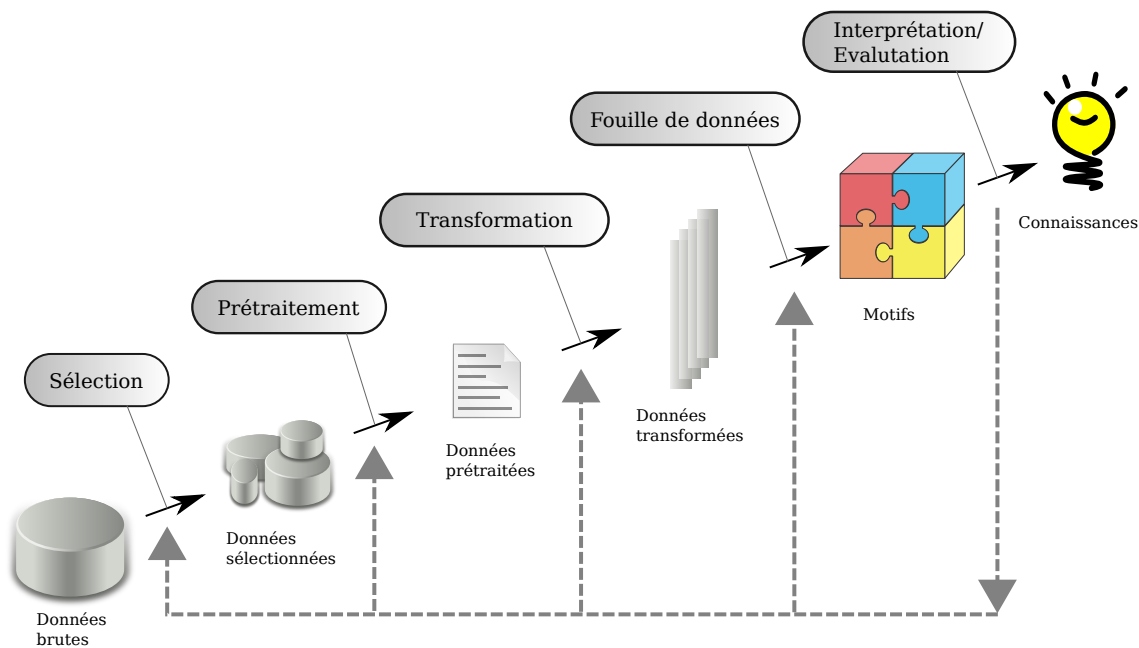 Interprétation/
Evalutation
Fouille de données
Connaissances
Transformation
Motifs
Prétraitement
Sélection
Données
transformées
Données
prétraitées
Données
sélectionnées
Données
brutes